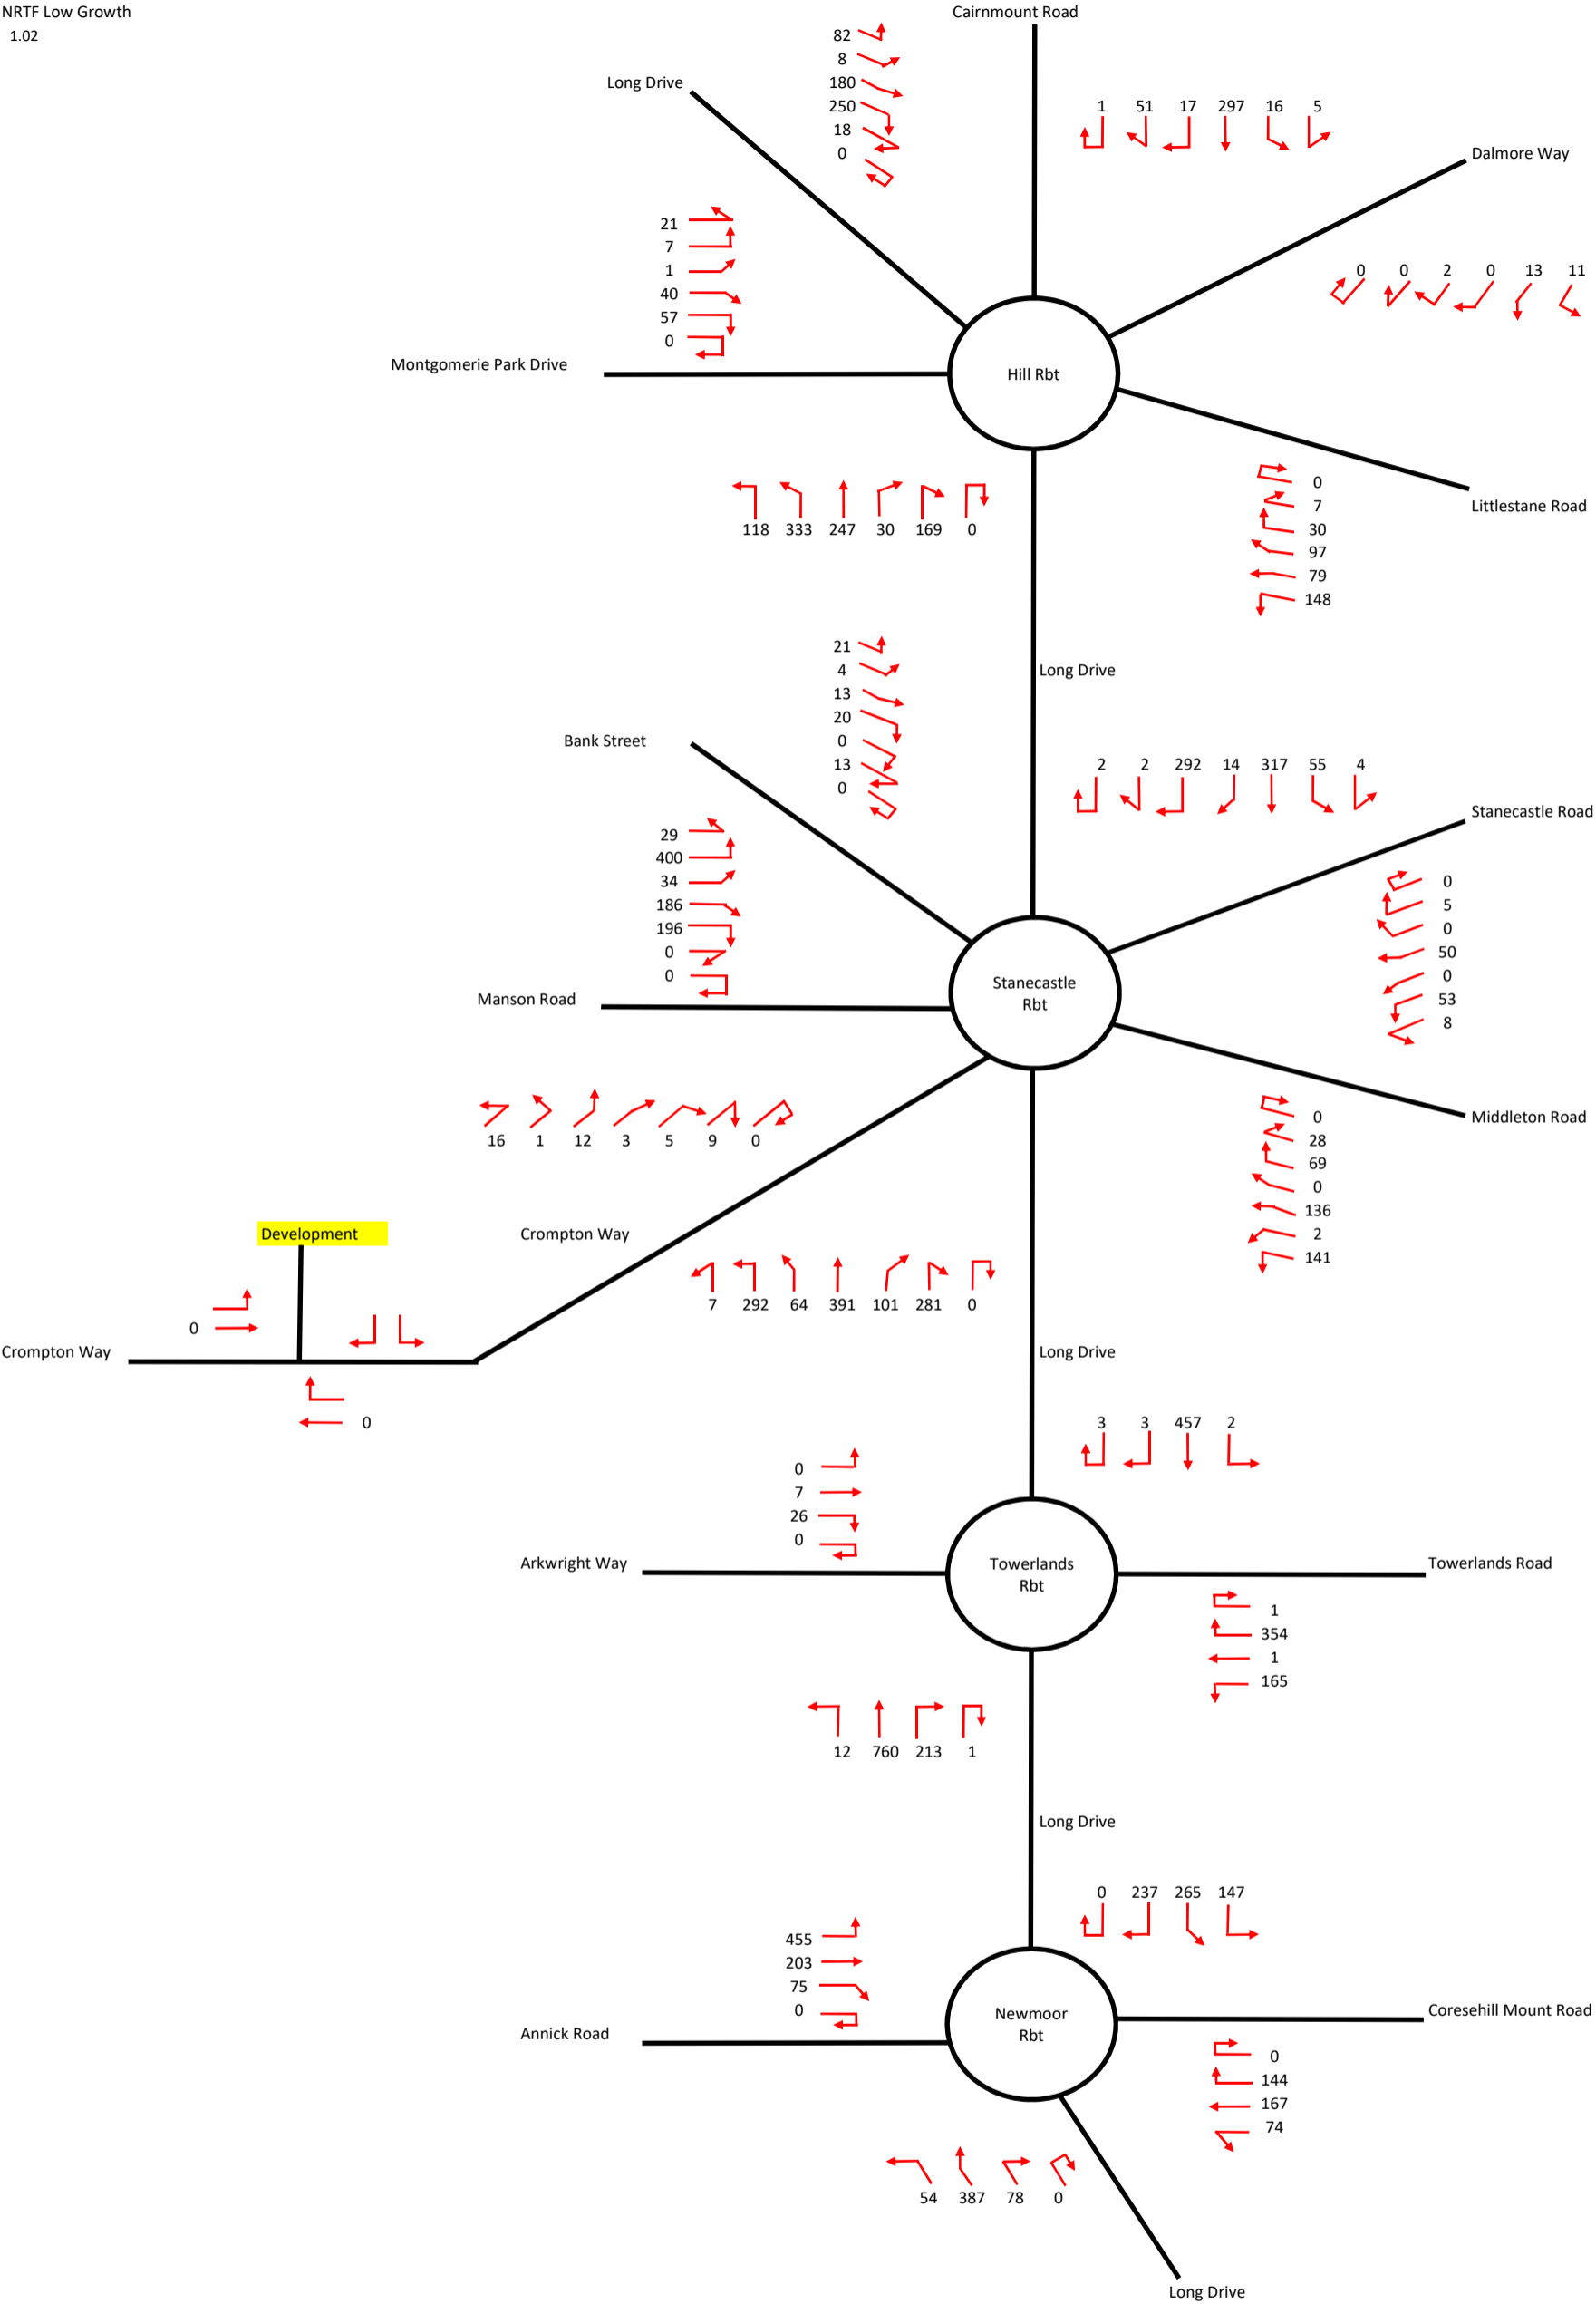 NRTF Low Growth
1.02
Cairnmount Road
Long Drive
82
8
180
250
18
0
1 51 17 297 16 5
Dalmore Way
21
7
1
40
57
0
0 0 2 0 13 11
Montgomerie Park Drive
Hill Rbt
118 333 247 30 169 0
0
7
30
97
79
148
Littlestane Road
Long Drive
21
4
13
20
0
13
0
Bank Street
2 2 292 14 317 55 4
Stanecastle Road
29
400
34
186
196
0
0
0
5
0
50
0
53
8
Manson Road
Stanecastle
Rbt
16 1 12 3 5 9 0
0
28
69
0
136
2
141
Middleton Road
Development
Crompton Way
7 292 64 391 101 281 0
0
Crompton Way
0
Long Drive
3 3 457 2
0
7
26
0
Arkwright Way
Towerlands
Rbt
Towerlands Road
1
354
1
165
12 760 213 1
Long Drive
0 237 265 147
455
203
75
0
Annick Road
Newmoor
Rbt
Coresehill Mount Road
0
144
167
74
54 387 78 0
Long Drive